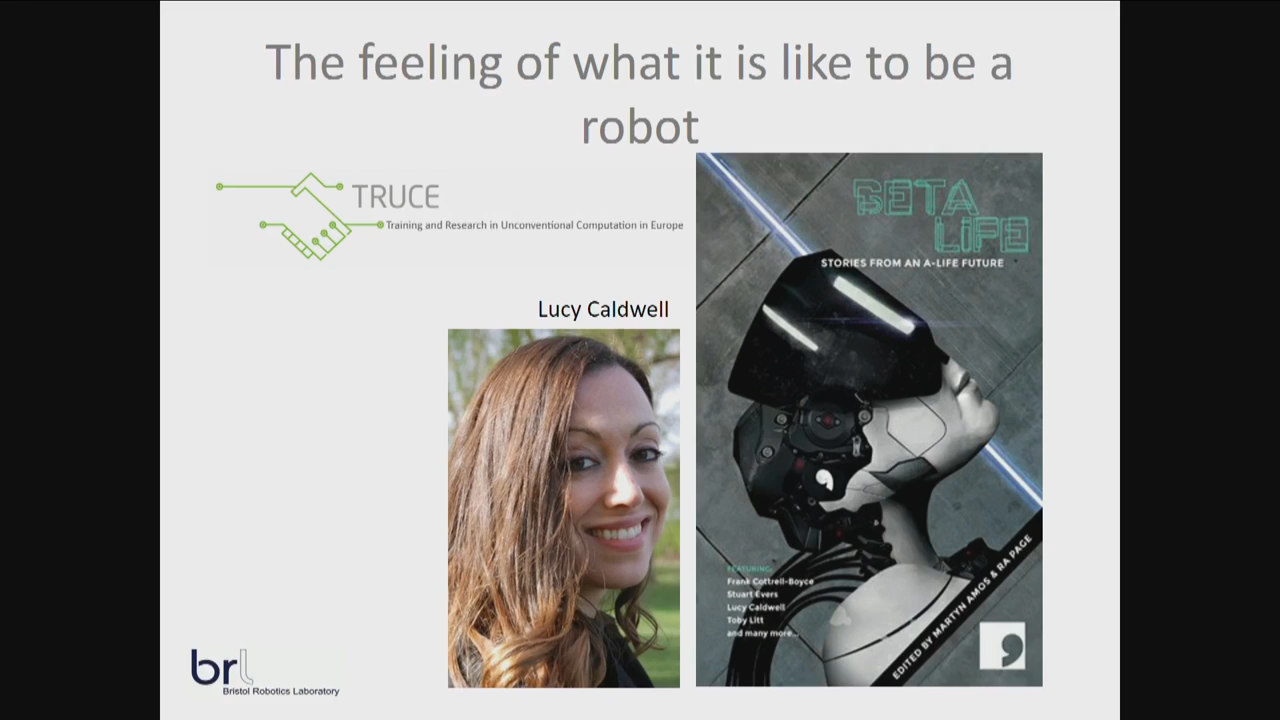 The feeling of what it is like to be a
robot
TRUCE
Training and Research in Unconventional Computation in Europe
BETA
LIFE
STORIES FROM AN A-LIFE FUTURE
Lucy Caldwell
FEATURING:
Frank Cottrell-Boyce
Stuart Evers
Lucy Caldwell
Toby Litt
and many more...
EDITED BY MARTYN AMOS & RA PAGE
brl
Bristol Robotics Laboratory